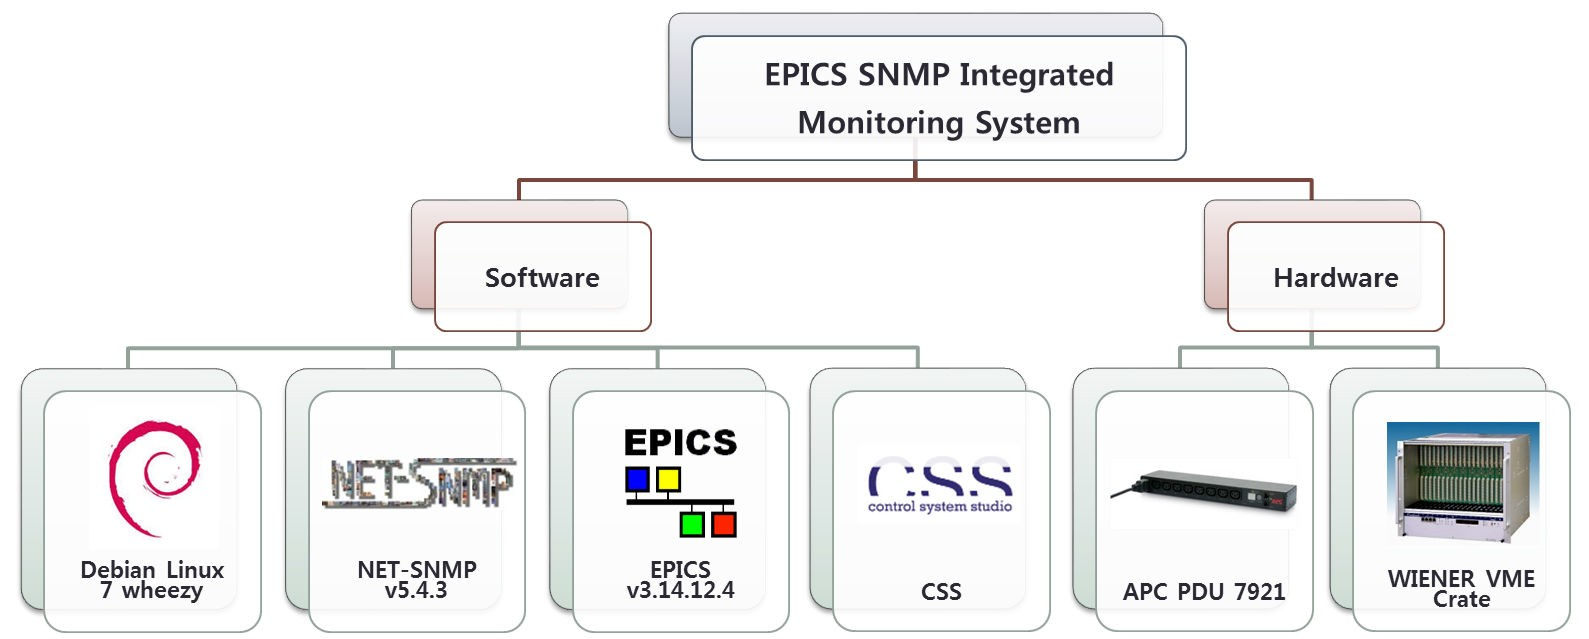 EPICS SNMP Integrated
Monitoring System
Software
Hardware
Debian Linux
7 wheezy
NET-SNMP
NET-SNMP
v5.4.3
EPICS
EPICS
v3.14.12.4
CSS
control system studio
CSS
APC PDU 7921
WIENER VME
Crate